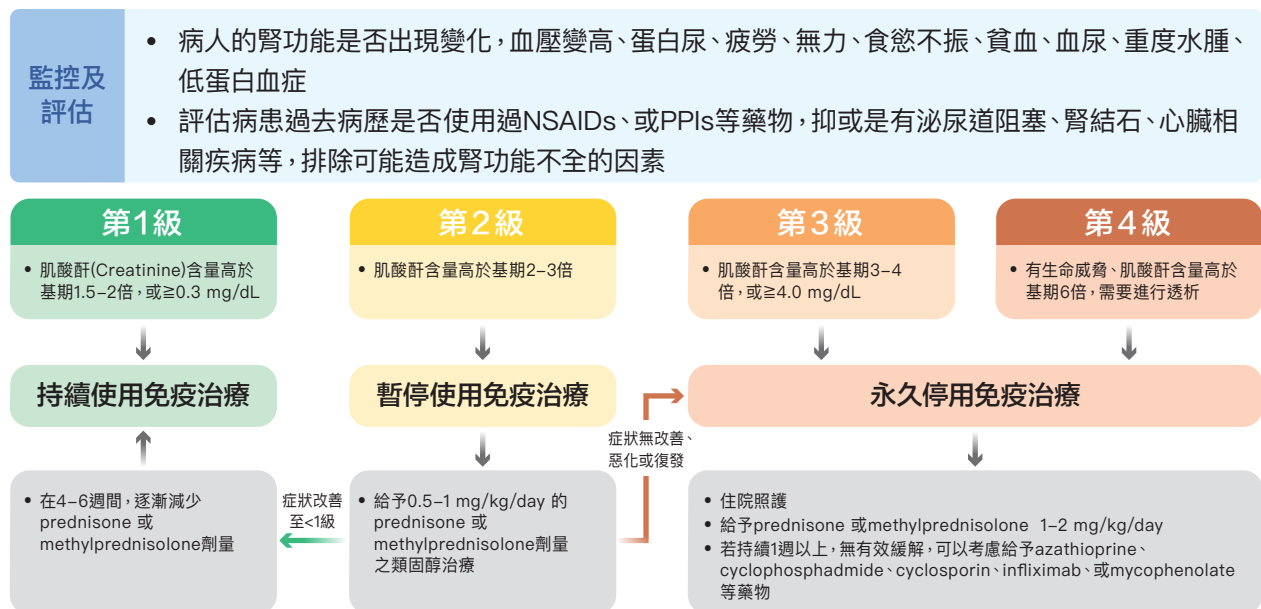 監控及
評估
• 病人的腎功能是否出現變化，血壓變高、蛋白尿、疲勞、無力、食慾不振、貧血、血尿、重度水腫、
低蛋白血症
• 評估病患過去病歷是否使用過NSAIDs、或PPIs等藥物，抑或是有泌尿道阻塞、腎結石、心臟相
關疾病等，排除可能造成腎功能不全的因素
第1級
• 肌酸酐(Creatinine)含量高於
基期1.5–2倍，或≧0.3 mg/dL
第2級
• 肌酸酐含量高於基期2–3倍
第3級
• 肌酸酐含量高於基期3–4
倍，或≧4.0 mg/dL
第4級
• 有生命威脅、肌酸酐含量高於
基期6倍，需要進行透析
持續使用免疫治療
暫停使用免疫治療
永久停用免疫治療
• 在4–6週間，逐漸減少
prednisone 或
methylprednisolone劑量
症狀改善
至<1級
• 給予0.5–1 mg/kg/day 的
prednisone 或
methylprednisolone劑量
之類固醇治療
症狀無改善、
惡化或復發
• 住院照護
• 給予prednisone 或methylprednisolone 1–2 mg/kg/day
• 若持續1週以上，無有效緩解，可以考慮給予azathioprine、
cyclophosphadmide、cyclosporin、infliximab、或mycophenolate
等藥物